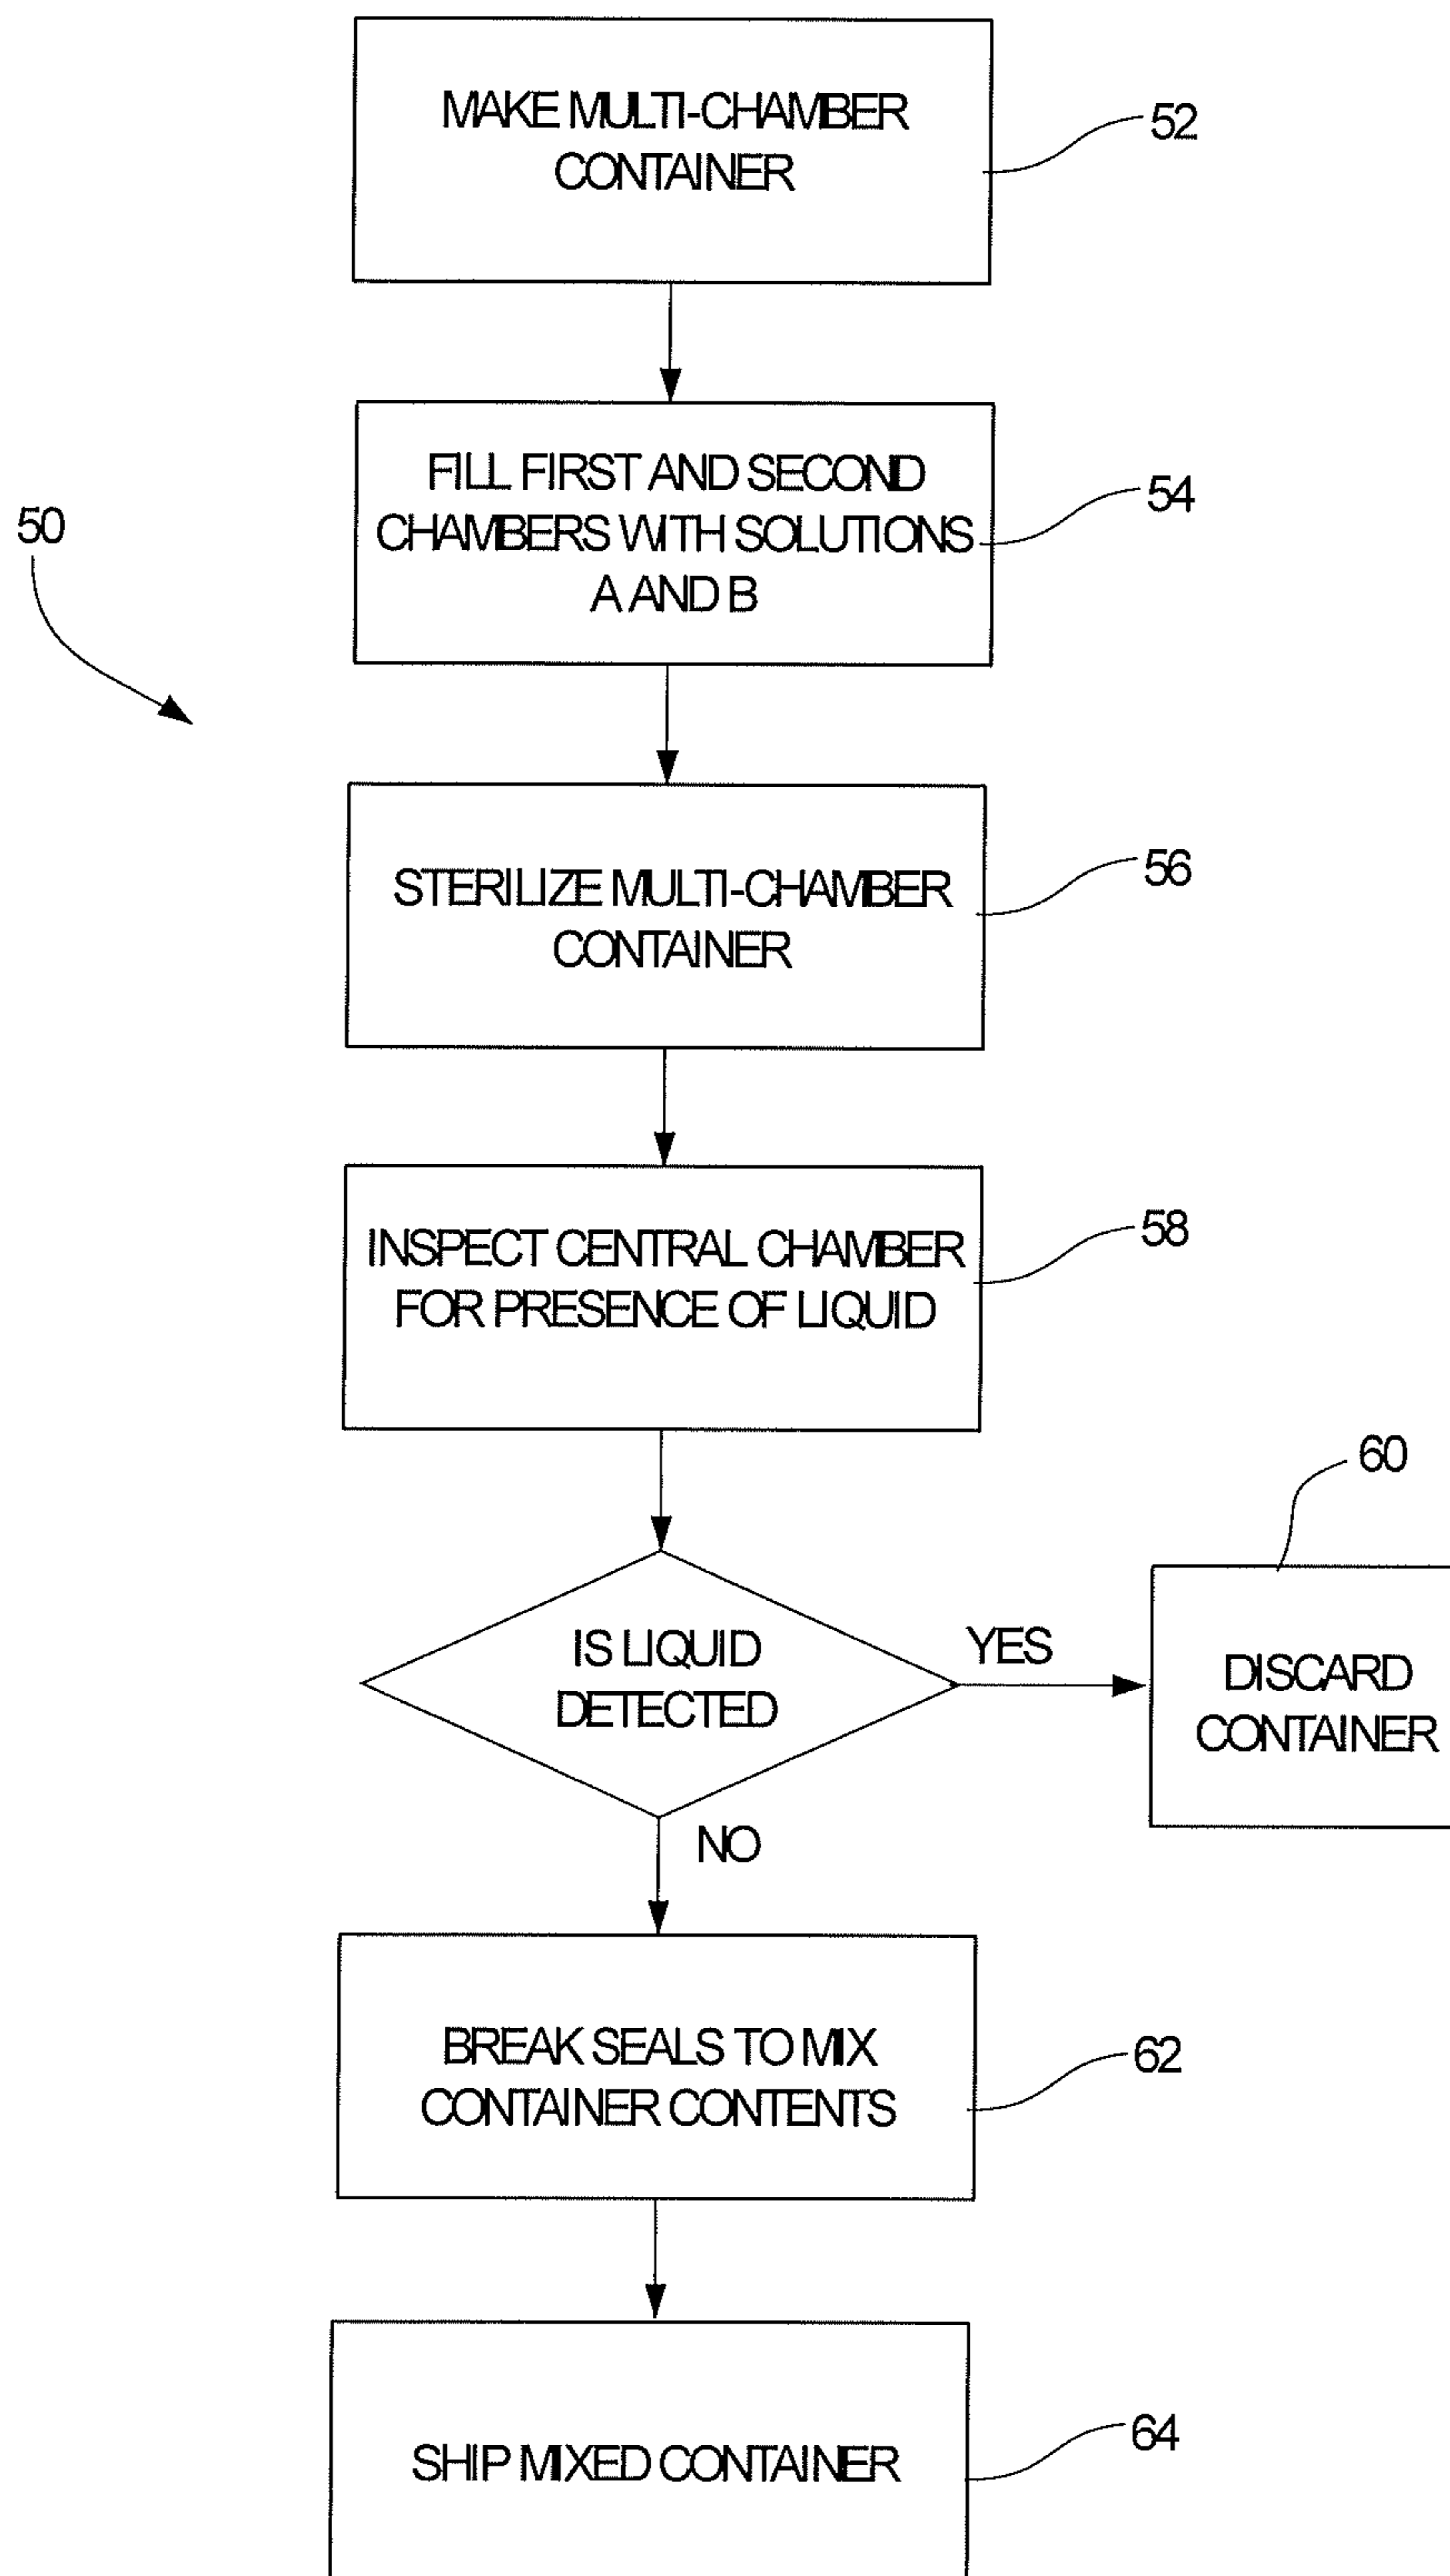 MAKE MULTI-CHAMBER
CONTAINER
52
FILL FIRST AND SECOND
CHAMBERS WITH SOLUTIONS
A AND B
54
50
STERILIZE MULTI-CHAMBER
CONTAINER
56
INSPECT CENTRAL CHAMBER
FOR PRESENCE OF LIQUID
58
IS LIQUID
DETECTED
YES
60
DISCARD
CONTAINER
NO
BREAK SEALS TO MIX
CONTAINER CONTENTS
62
SHIP MIXED CONTAINER
64